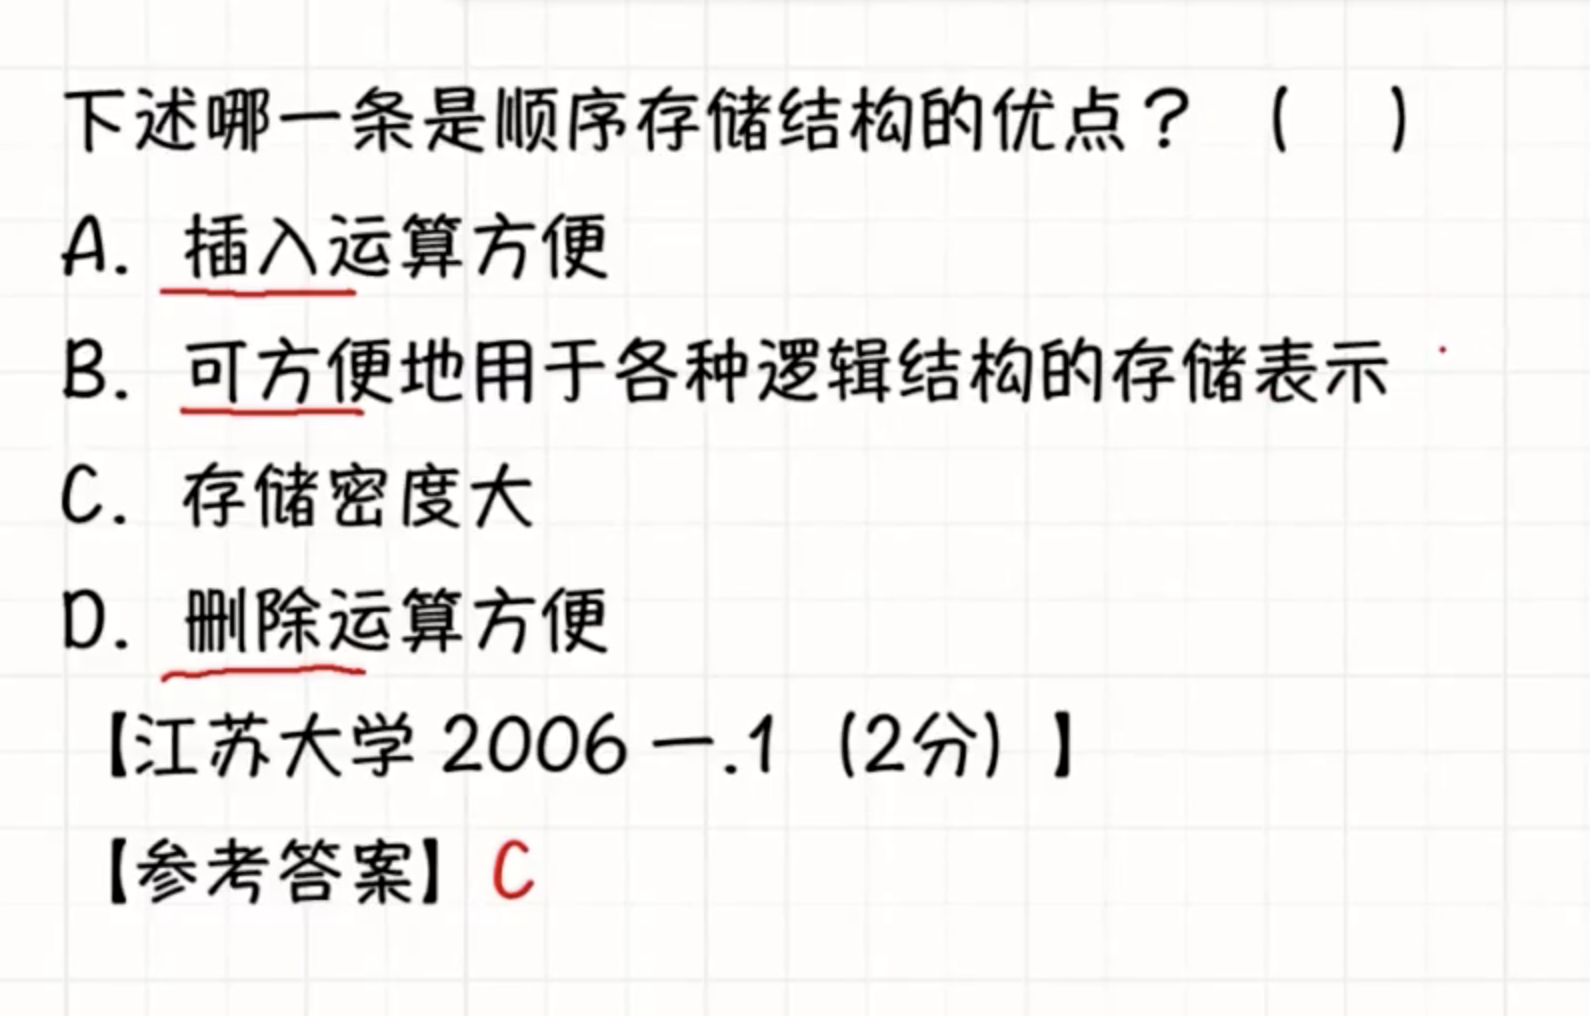 下述哪一条是顺序存储结构的优点？（ ）
A. 插入运算方便
B. 可方便地用于各种逻辑结构的存储表示
C. 存储密度大
D. 删除运算方便
【江苏大学 2006 一.1（2分）】
【参考答案】C